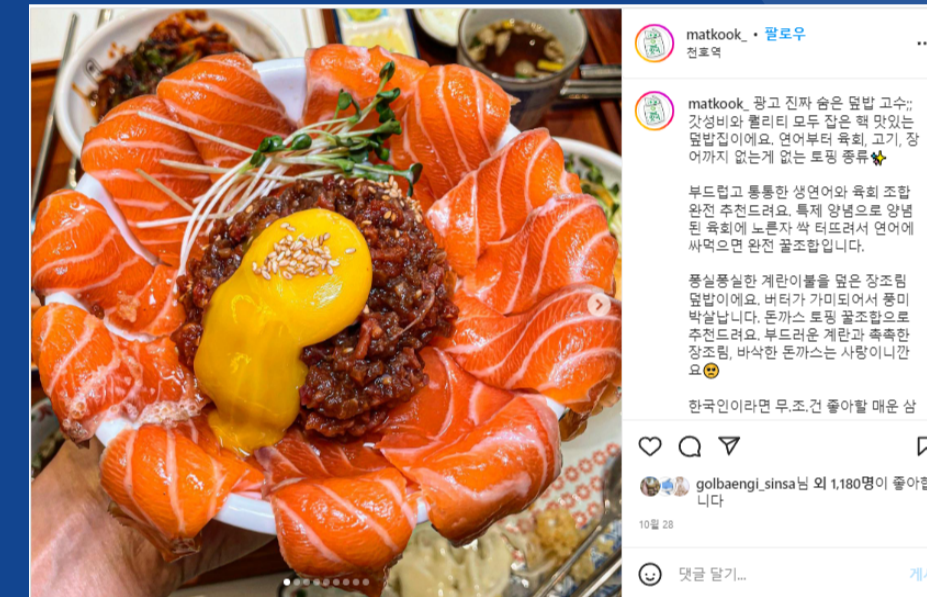 matkook_ • 팔로우
천호역
matkook_ 광고 진짜 숨은 덮밥 고수;;
갓성비와 퀄리티 모두 잡은 핵 맛있는
덮밥집이에요. 연어부터 육회, 고기, 장
어까지 없는게 없는 토핑 종류✨
부드럽고 통통한 생연어와 육회 조합
완전 추천드려요. 특제 양념으로 양념
된 육회에 노른자 싹 터뜨려서 연어에
싸먹으면 완전 꿀조합입니다.
퐁실퐁실한 계란이불을 덮은 장조림
덮밥이에요. 버터가 가미되어서 풍미
박살납니다. 돈까스 토핑 꿀조합으로
추천드려요. 부드러운 계란과 촉촉한
장조림, 바삭한 돈까스는 사랑이니깐
요🥺
한국인이라면 무.조.건 좋아할 매운 삼
golbaengi_sinsa님 외 1,180명이 좋아합
니다
10월 28
댓글 달기...
게시